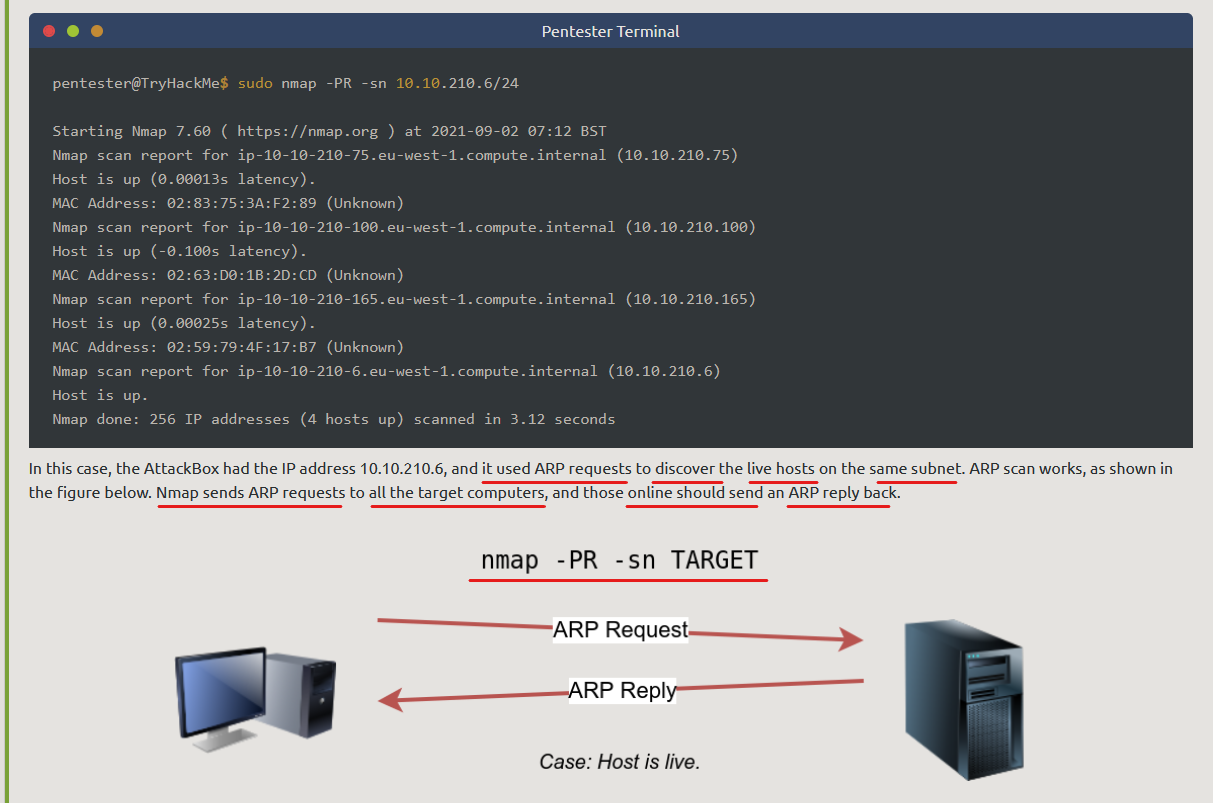 Pentester Terminal
pentester@TryHackMe$ sudo nmap -PR -sn 10.10.210.6/24
Starting Nmap 7.60 ( https://nmap.org ) at 2021-09-02 07:12 BST
Nmap scan report for ip-10-10-210-75.eu-west-1.compute.internal (10.10.210.75)
Host is up (0.00013s latency).
MAC Address: 02:83:75:3A:F2:89 (Unknown)
Nmap scan report for ip-10-10-210-100.eu-west-1.compute.internal (10.10.210.100)
Host is up (-0.100s latency).
MAC Address: 02:63:D0:1B:2D:CD (Unknown)
Nmap scan report for ip-10-10-210-165.eu-west-1.compute.internal (10.10.210.165)
Host is up (0.00025s latency).
MAC Address: 02:59:79:4F:17:B7 (Unknown)
Nmap scan report for ip-10-10-210-6.eu-west-1.compute.internal (10.10.210.6)
Host is up.
Nmap done: 256 IP addresses (4 hosts up) scanned in 3.12 seconds
In this case, the AttackBox had the IP address 10.10.210.6, and it used ARP requests to discover the live hosts on the same subnet. ARP scan works, as shown in
the figure below. Nmap sends ARP requests to all the target computers, and those online should send an ARP reply back.
nmap -PR -sn TARGET
ARP Request
ARP Reply
Case: Host is live.